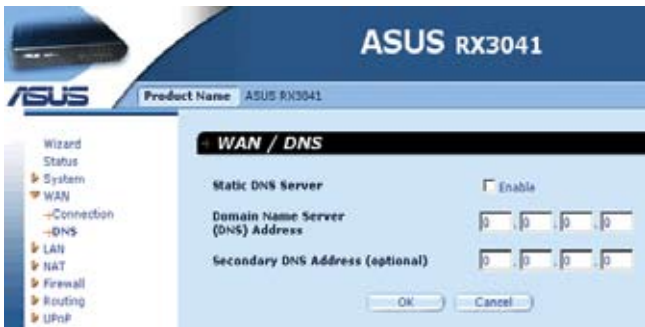 ASUS RX3041
ASUS
Product Name ASUS RX3041
Wizard
Status
System
WAN
Connection
DNS
LAN
NAT
Firewall
Routing
UPnP
WAN / DNS
Static DNS Server Enable
Domain Name Server
(DNS) Address 0 . 0 . 0 . 0
Secondary DNS Address (optional) 0 . 0 . 0 . 0
OK Cancel